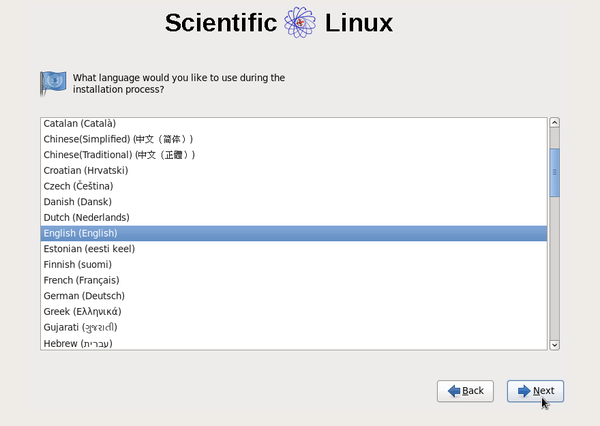 Scientific Linux
What language would you like to use during the
installation process?
Catalan (Català)
Chinese(Simplified) (中文（简体）)
Chinese(Traditional) (中文（正體）)
Croatian (Hrvatski)
Czech (Čeština)
Danish (Dansk)
Dutch (Nederlands)
English (English)
Estonian (eesti keel)
Finnish (suomi)
French (Français)
German (Deutsch)
Greek (Ελληνικά)
Gujarati (ગુજરાતી)
Hebrew (עברית)
Back
Next